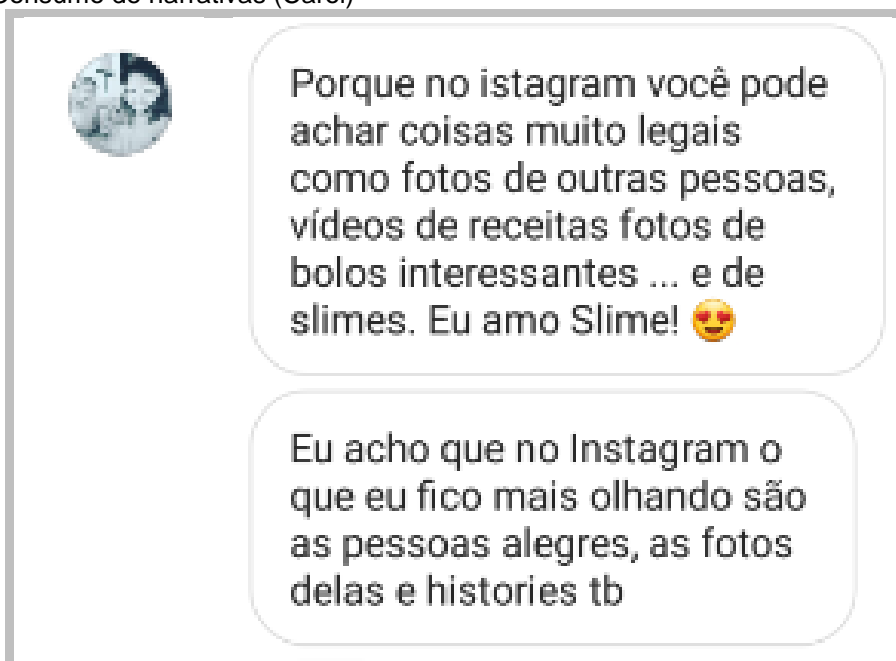 Consumo de narrativas (Carol)
Porque no istagram você pode
achar coisas muito legais
como fotos de outras pessoas,
vídeos de receitas fotos de
bolos interessantes ... e de
slimes. Eu amo Slime! 😍
Eu acho que no Instagram o
que eu fico mais olhando são
as pessoas alegres, as fotos
delas e histories tb